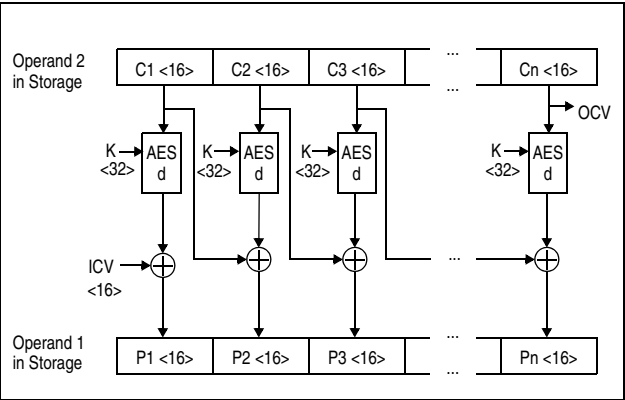 Operand 2
in Storage
C1 <16>
C2 <16>
C3 <16>
...
...
Cn <16>
OCV
K
<32>
AES
d
K
<32>
AES
d
K
<32>
AES
d
K
<32>
AES
d
ICV
<16>
...
Operand 1
in Storage
P1 <16>
P2 <16>
P3 <16>
...
...
Pn <16>